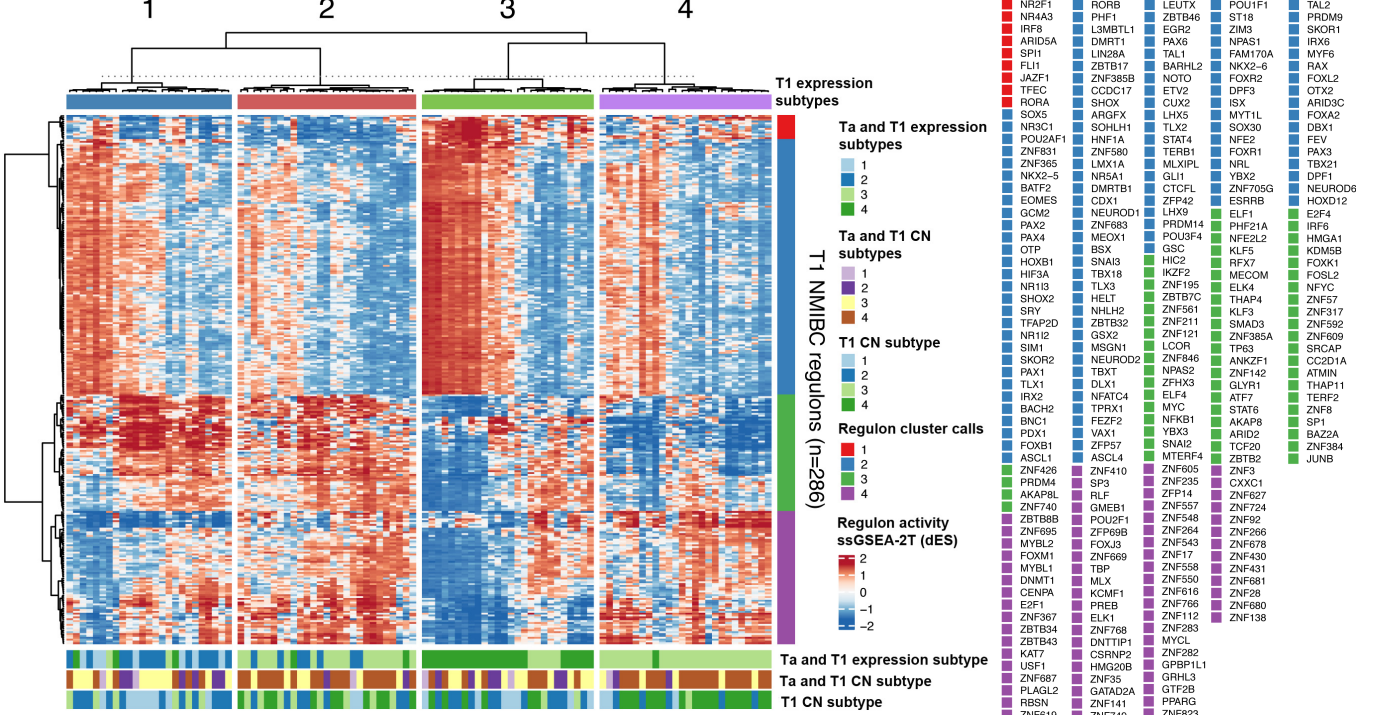 1 2 3 4
T1 expression
subtypes
Ta and T1 expression
subtypes
1
2
3
4
Ta and T1 CN
subtypes
1
2
3
4
T1 CN subtype
1
2
3
4
Regulon cluster calls
1
2
3
4
Regulon activity
ssGSEA-2T (dES)
2
1
0
−1
−2
T1 NMIBC regulons (n=286)
Ta and T1 expression subtype
Ta and T1 CN subtype
T1 CN subtype
NR2F1
NR4A3
IRF8
ARID5A
SPI1
FLI1
JAZF1
TFEC
RORA
SOX5
NR3C1
POU2AF1
ZNF831
ZNF365
NKX2−5
BATF2
EOMES
GCM2
PAX2
PAX4
OTP
HOXB1
HIF3A
NR1I3
SHOX2
SRY
TFAP2D
NR1I2
SIM1
SKOR2
PAX1
TLX1
IRX2
BACH2
BNC1
PDX1
FOXB1
ASCL1
ZNF426
PRDM4
AKAP8L
ZNF740
ZBTB8B
ZNF695
MYBL2
FOXM1
MYBL1
DNMT1
CENPA
E2F1
ZNF367
ZBTB34
ZBTB43
KAT7
USF1
ZNF687
PLAGL2
RBSN
RORB
PHF1
L3MBTL1
DMRT1
LIN28A
ZBTB17
ZNF385B
CCDC17
SHOX
ARGFX
SOHLH1
HNF1A
ZNF580
LMX1A
NR5A1
DMRTB1
CDX1
NEUROD1
ZNF683
MEOX1
BSX
SNAI3
TBX18
TLX3
HELT
NHLH2
ZBTB32
GSX2
MSGN1
NEUROD2
TBXT
DLX1
NFATC4
TPRX1
FEZF2
VAX1
ZFP57
ASCL4
ZNF410
SP3
RLF
GMEB1
POU2F1
ZFP69B
FOXJ3
ZNF669
TBP
MLX
KCMF1
PREB
ELK1
ZNF768
DNTTIP1
CSRNP2
HMG20B
ZNF35
GATAD2A
ZNF141
LEUTX
ZBTB46
EGR2
PAX6
TAL1
BARHL2
NOTO
ETV2
CUX2
LHX5
TLX2
STAT4
TERB1
MLXIPL
GLI1
CTCFL
ZFP42
LHX9
PRDM14
POU3F4
GSC
HIC2
IKZF2
ZNF195
ZBTB7C
ZNF561
ZNF211
ZNF121
LCOR
ZNF846
NPAS2
ZFHX3
ELF4
MYC
NFKB1
YBX3
SNAI2
MTERF4
ZNF605
ZNF235
ZFP14
ZNF557
ZNF548
ZNF264
ZNF543
ZNF17
ZNF558
ZNF550
ZNF616
ZNF766
ZNF112
ZNF283
MYCL
ZNF282
GPBP1L1
GRHL3
GTF2B
PPARG
ZNF823
POU1F1
ST18
ZIM3
NPAS1
FAM170A
NKX2−6
FOXR2
DPF3
ISX
MYT1L
SOX30
NFE2
FOXR1
NRL
YBX2
ZNF705G
ESRRB
ELF1
PHF21A
NFE2L2
KLF5
RFX7
MECOM
ELK4
THAP4
KLF3
SMAD3
ZNF385A
TP63
ANKZF1
ZNF142
GLYR1
ATF7
STAT6
AKAP8
ARID2
TCF20
ZBTB2
ZNF3
CXXC1
ZNF627
ZNF724
ZNF92
ZNF266
ZNF678
ZNF430
ZNF431
ZNF681
ZNF28
ZNF680
ZNF138
TAL2
PRDM9
SKOR1
IRX6
MYF6
RAX
FOXL2
OTX2
ARID3C
FOXA2
DBX1
FEV
PAX3
TBX21
DPF1
NEUROD6
HOXD12
E2F4
IRF6
HMGA1
KDM5B
FOXK1
FOSL2
NFYC
ZNF57
ZNF317
ZNF592
ZNF609
SRCAP
CC2D1A
ATMIN
THAP11
TERF2
ZNF8
SP1
BAZ2A
ZNF384
JUNB